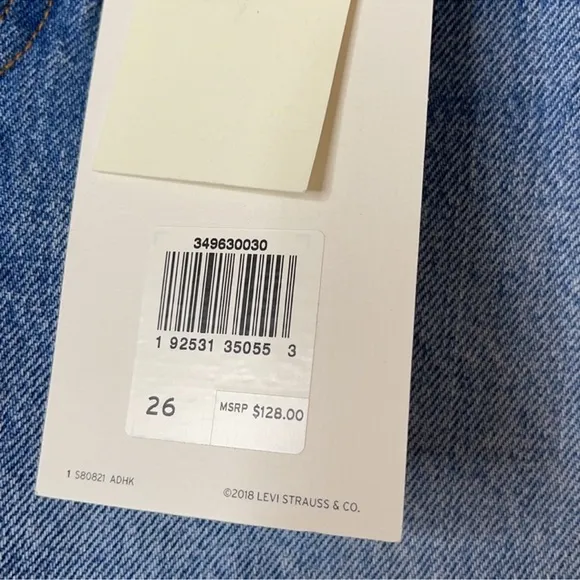 349630030
1 92531 35055 3
26
MSRP $128.00
1 S80821 ADHK
©2018 LEVI STRAUSS & CO.